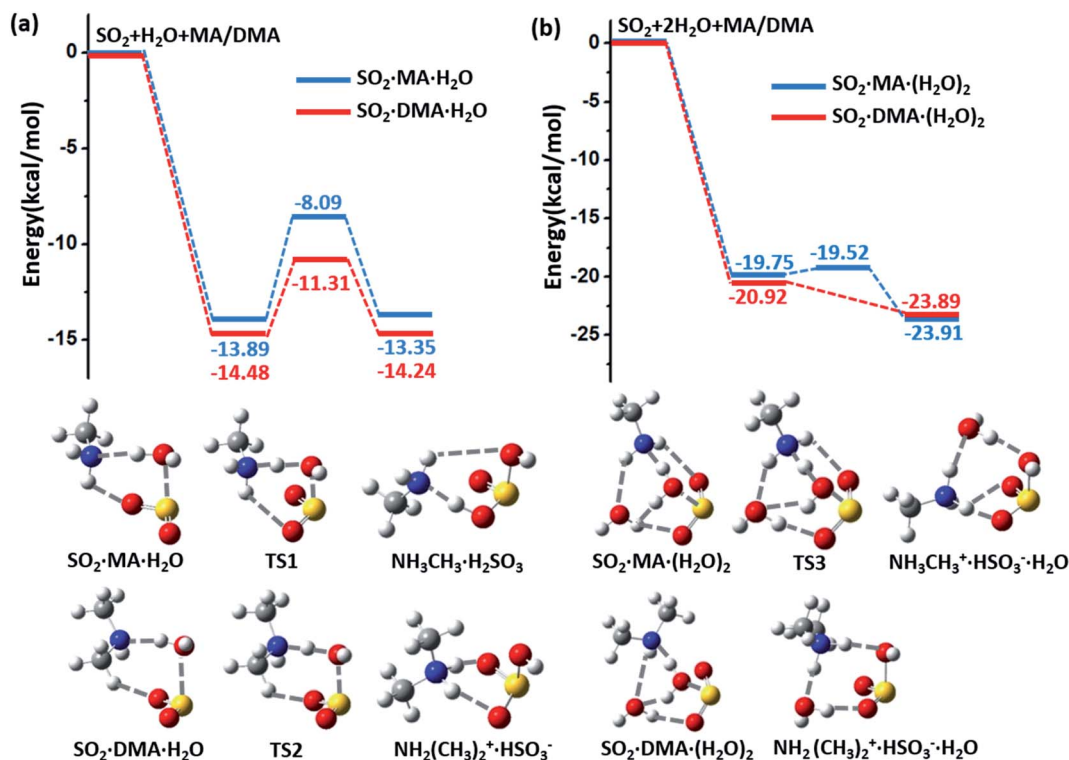 (a)
SO₂+H₂O+MA/DMA
SO₂·MA·H₂O
SO₂·DMA·H₂O
Energy(kcal/mol)
0
-5
-10
-15
-8.09
-11.31
-13.89
-14.48
-13.35
-14.24
(b)
SO₂+2H₂O+MA/DMA
SO₂·MA·(H₂O)₂
SO₂·DMA·(H₂O)₂
Energy(kcal/mol)
0
-5
-10
-15
-20
-25
-19.75
-19.52
-20.92
-23.89
-23.91
SO₂·MA·H₂O
TS1
NH₃CH₃·H₂SO₃
SO₂·MA·(H₂O)₂
TS3
NH₃CH₃⁺·HSO₃⁻·H₂O
SO₂·DMA·H₂O
TS2
NH₂(CH₃)₂⁺·HSO₃⁻
SO₂·DMA·(H₂O)₂
NH₂(CH₃)₂⁺·HSO₃⁻·H₂O